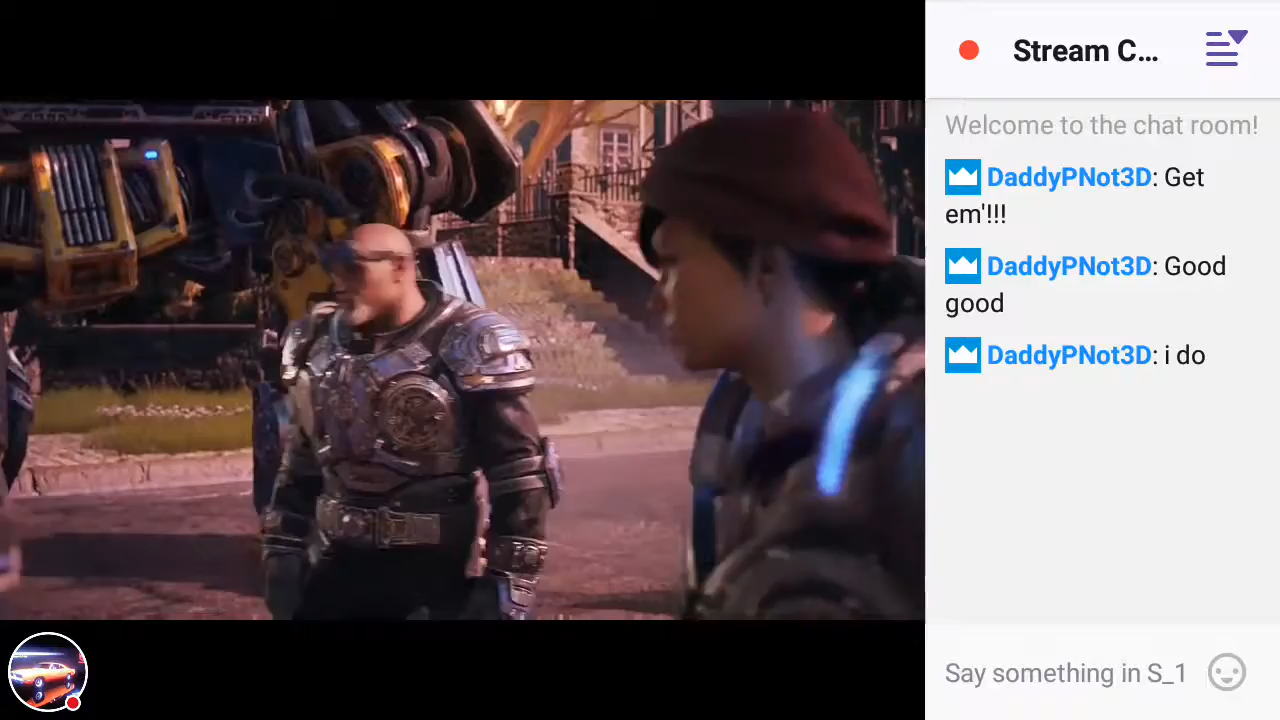 Stream C...
Welcome to the chat room!
DaddyPNot3D: Get
em'!!!
DaddyPNot3D: Good
good
DaddyPNot3D: i do
Say something in S_1